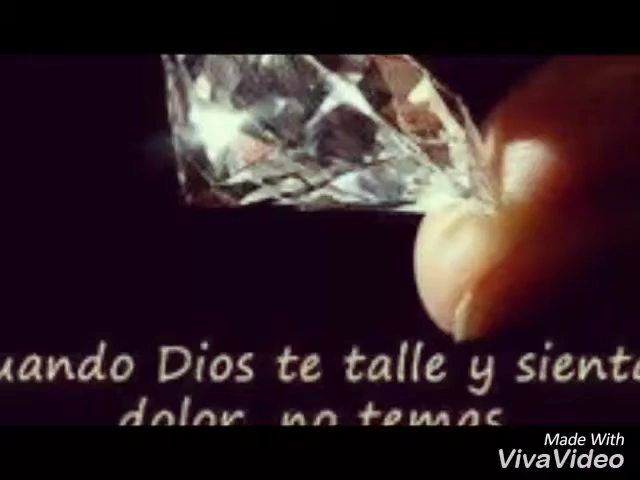 uando Dios te talle y sient
dolor, no temas
Made With
VivaVideo